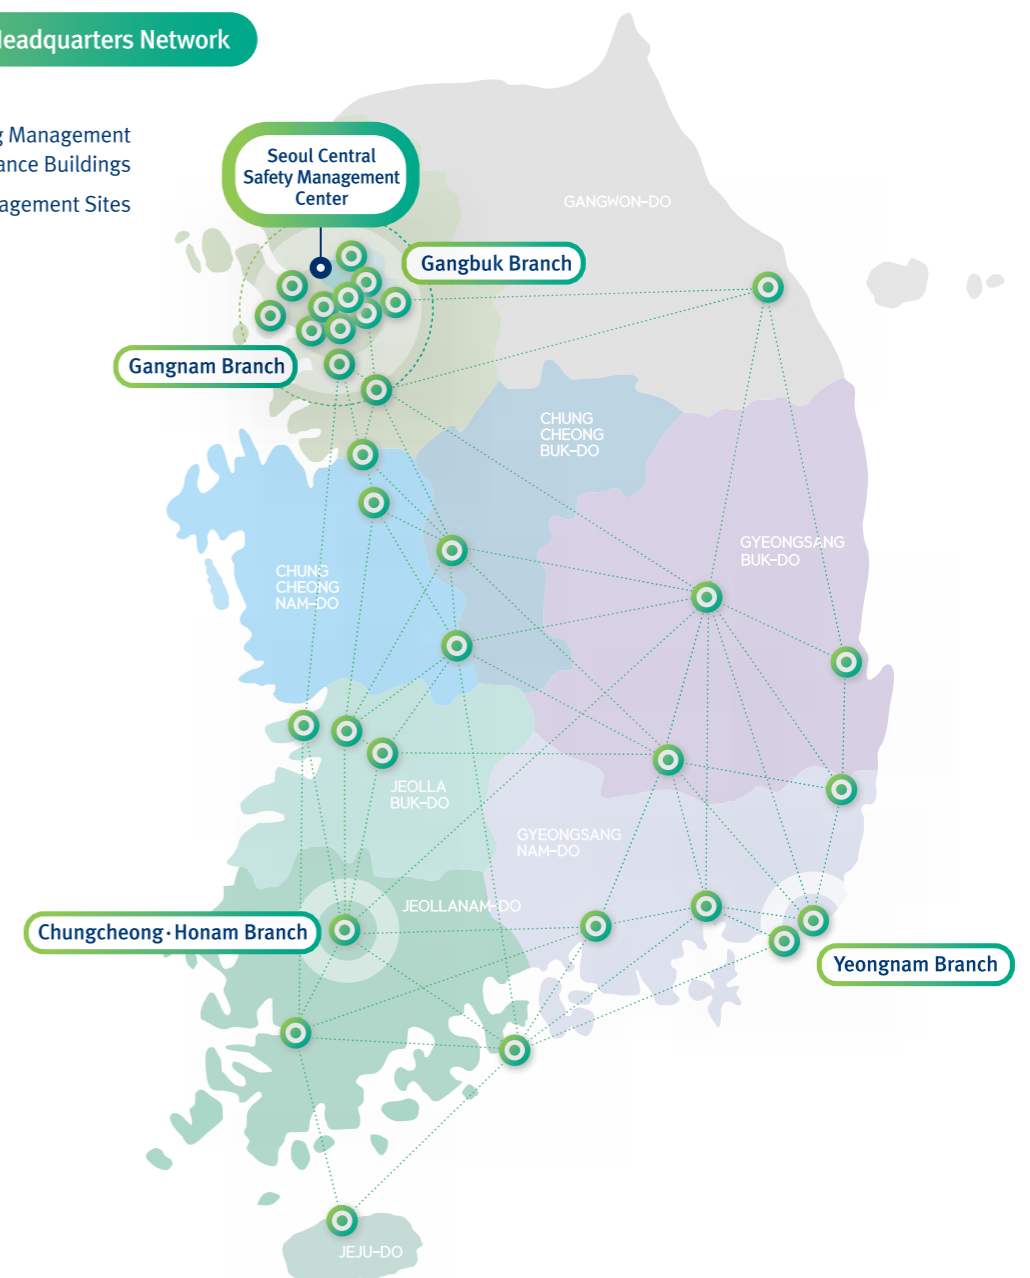 Headquarters Network
Management
ance Buildings
agement Sites
Seoul Central
Safety Management
Center
GANGWON-DO
Gangbuk Branch
Gangnam Branch
CHUNG
CHEONG
BUK-DO
GYEONGSANG
BUK-DO
CHUNG
CHEONG
NAM-DO
JEOLLA
BUK-DO
GYEONGSANG
NAM-DO
JEOLLANAM-DO
Chungcheong·Honam Branch
Yeongnam Branch
JEJU-DO